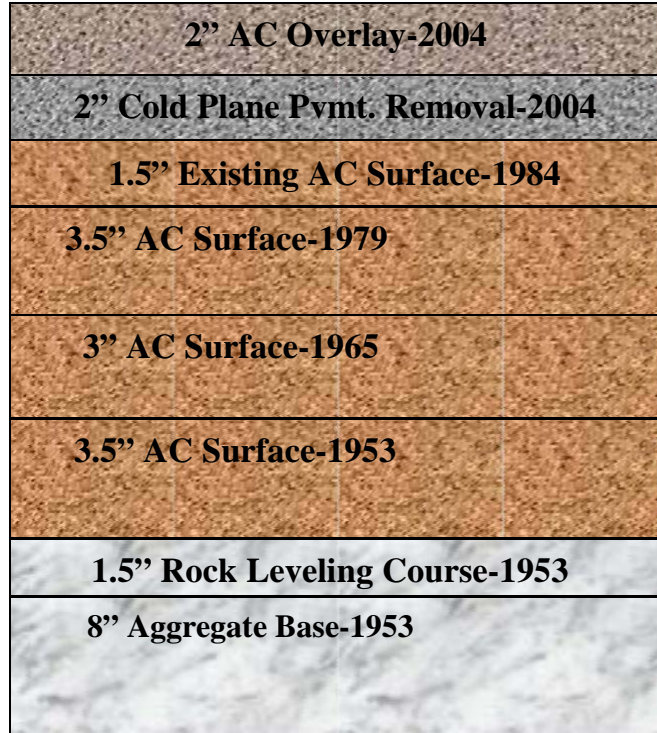 2” AC Overlay-2004
2” Cold Plane Pvmt. Removal-2004
1.5” Existing AC Surface-1984
3.5” AC Surface-1979
3” AC Surface-1965
3.5” AC Surface-1953
1.5” Rock Leveling Course-1953
8” Aggregate Base-1953